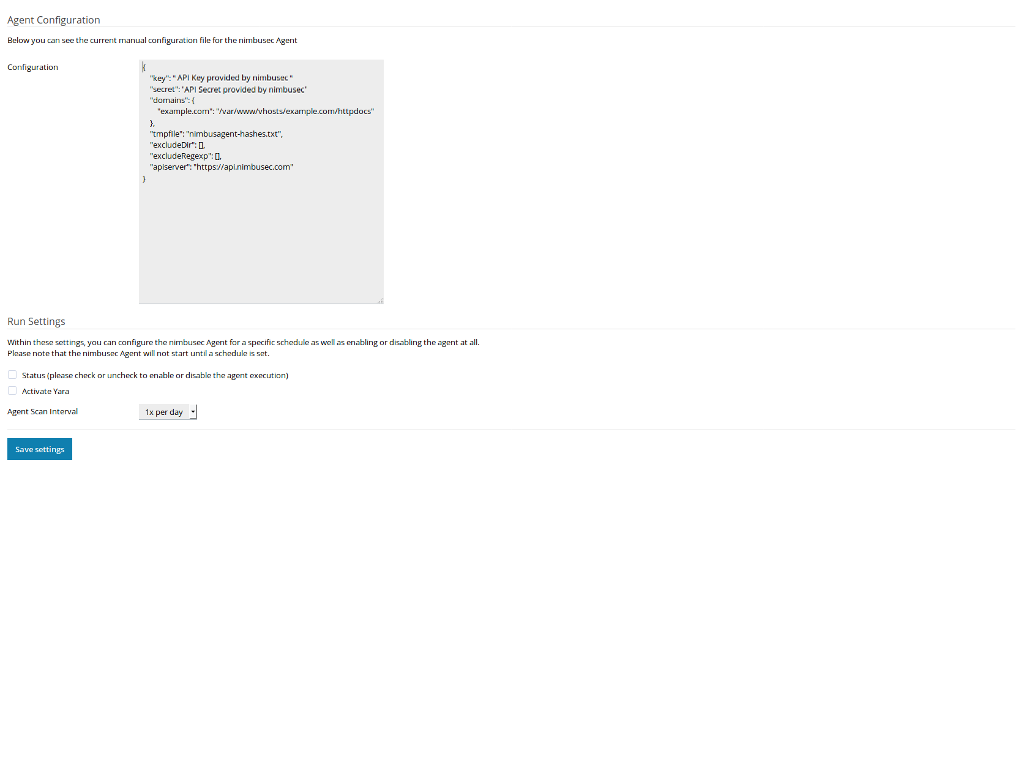 Agent Configuration
Below you can see the current manual configuration file for the nimbusec Agent
Configuration
{
"key": " API Key provided by nimbusec "
"secret": 'API Secret provided by nimbusec'
"domains": {
"example.com": "/var/www/vhosts/example.com/httpdocs"
},
"tmpfile": "nimbusagent-hashes.txt",
"excludeDir": [],
"excludeRegexp": [],
"apiserver": "https://api.nimbusec.com"
}
Run Settings
Within these settings, you can configure the nimbusec Agent for a specific schedule as well as enabling or disabling the agent at all.
Please note that the nimbusec Agent will not start until a schedule is set.
Status (please check or uncheck to enable or disable the agent execution)
Activate Yara
Agent Scan Interval 1x per day
Save settings